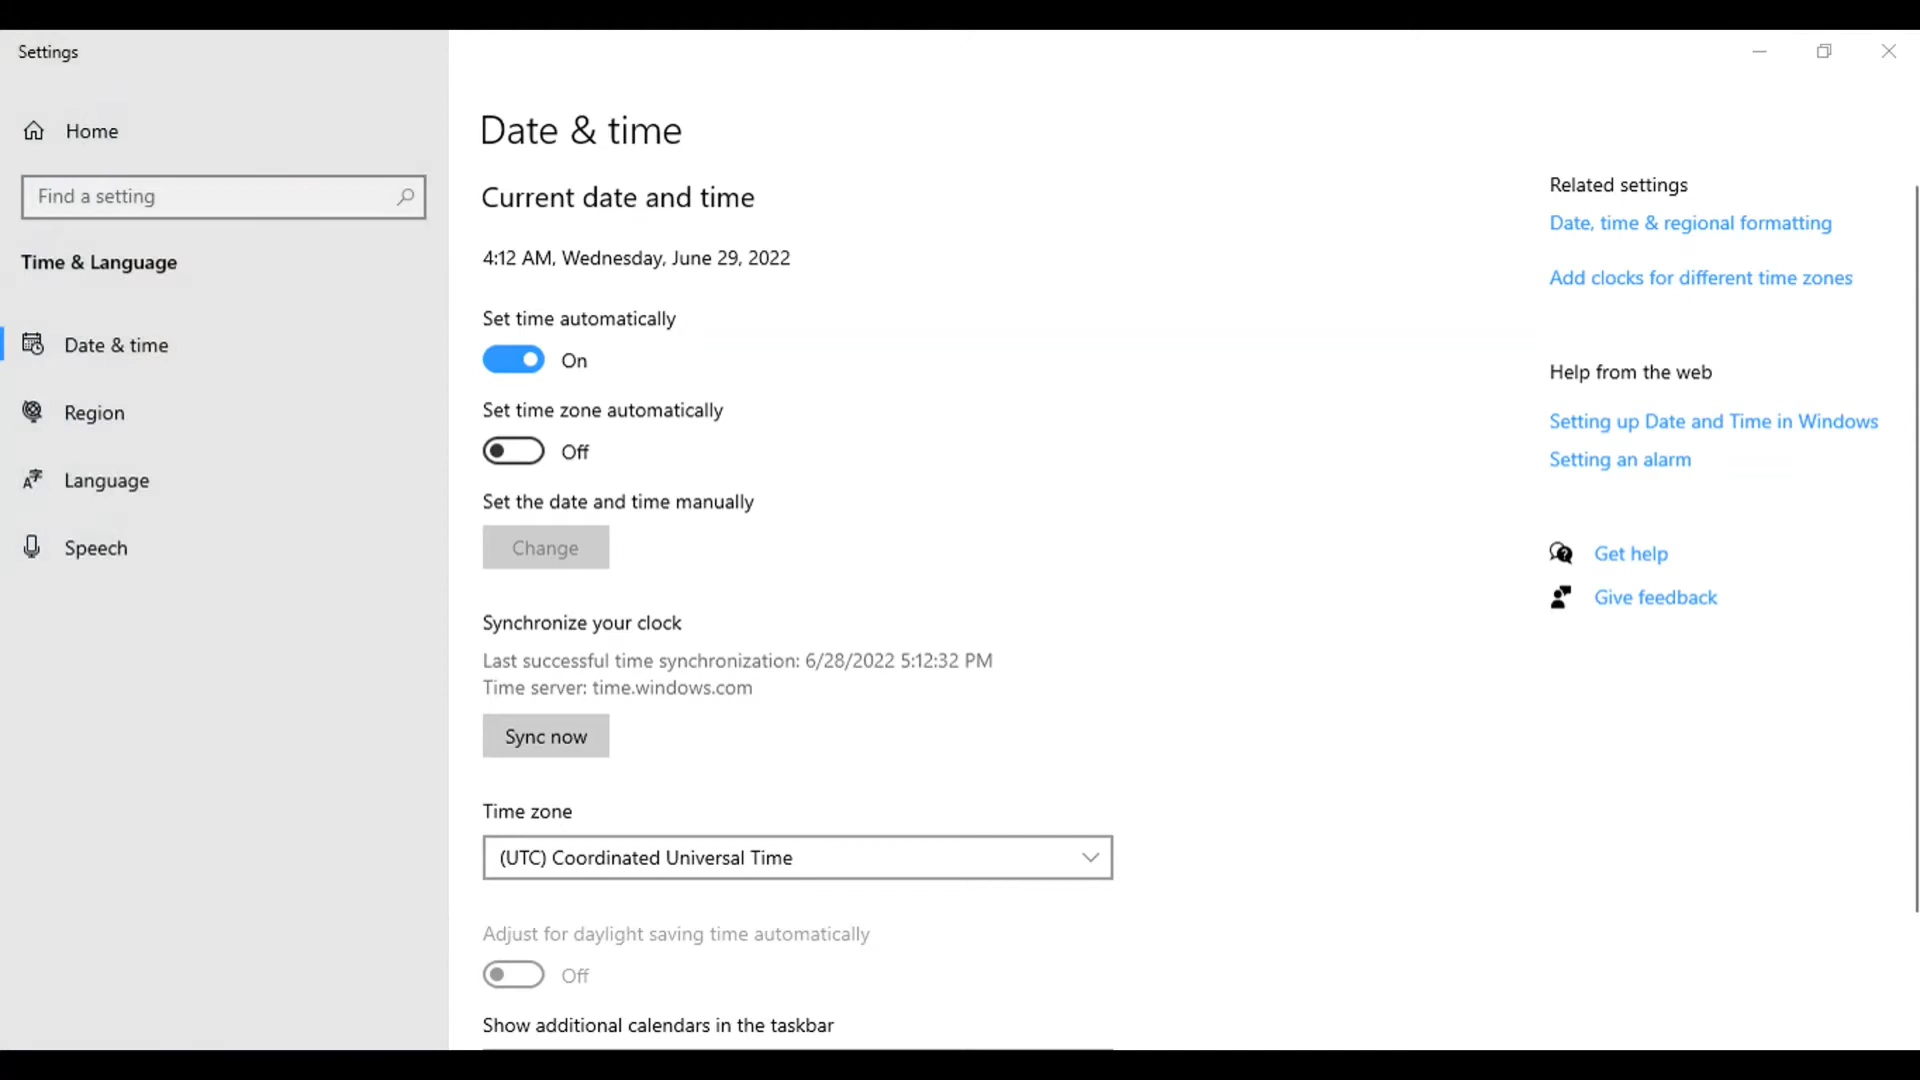 Settings
Home
Find a setting
Time & Language
Date & time
Region
Language
Speech
Date & time
Current date and time
4:12 AM, Wednesday, June 29, 2022
Set time automatically
On
Set time zone automatically
Off
Set the date and time manually
Change
Synchronize your clock
Last successful time synchronization: 6/28/2022 5:12:32 PM
Time server: time.windows.com
Sync now
Time zone
(UTC) Coordinated Universal Time
Adjust for daylight saving time automatically
Off
Show additional calendars in the taskbar
Related settings
Date, time & regional formatting
Add clocks for different time zones
Help from the web
Setting up Date and Time in Windows
Setting an alarm
Get help
Give feedback